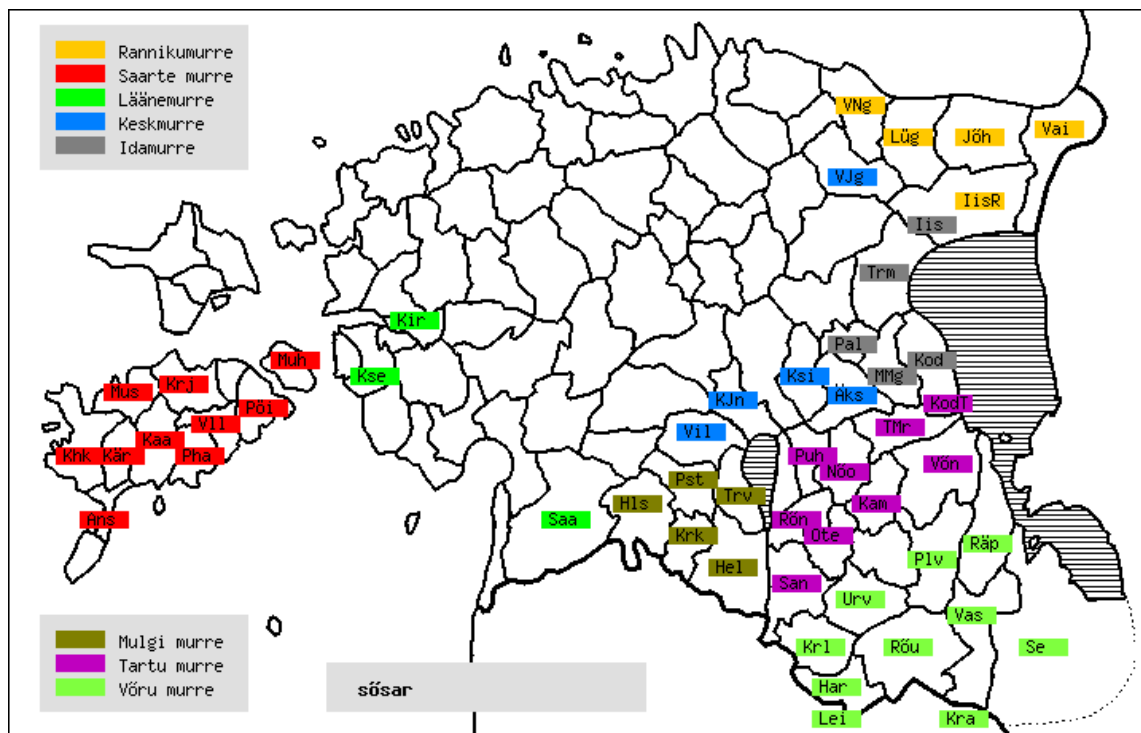 Rannikumurre
Saarte murre
Läänemurre
Keskmurre
Idamurre
VNg
Lüg
Jõh
Vai
VJg
IisR
Iis
Trm
Kir
Pal
Kod
Muh
Kse
Ksi
MMg
Mus
Krj
KJn
Äks
KodT
Pöi
Vll
Vil
TMr
Kaa
Khk
Kär
Pha
Puh
Nõo
Võn
Pst
Trv
Hls
Kam
Ans
Saa
Rõn
Krk
Ote
Räp
Hel
Plv
San
Urv
Vas
Mulgi murre
Tartu murre
Võru murre
Krl
Rõu
Se
sõsar
Har
Lei
Kra